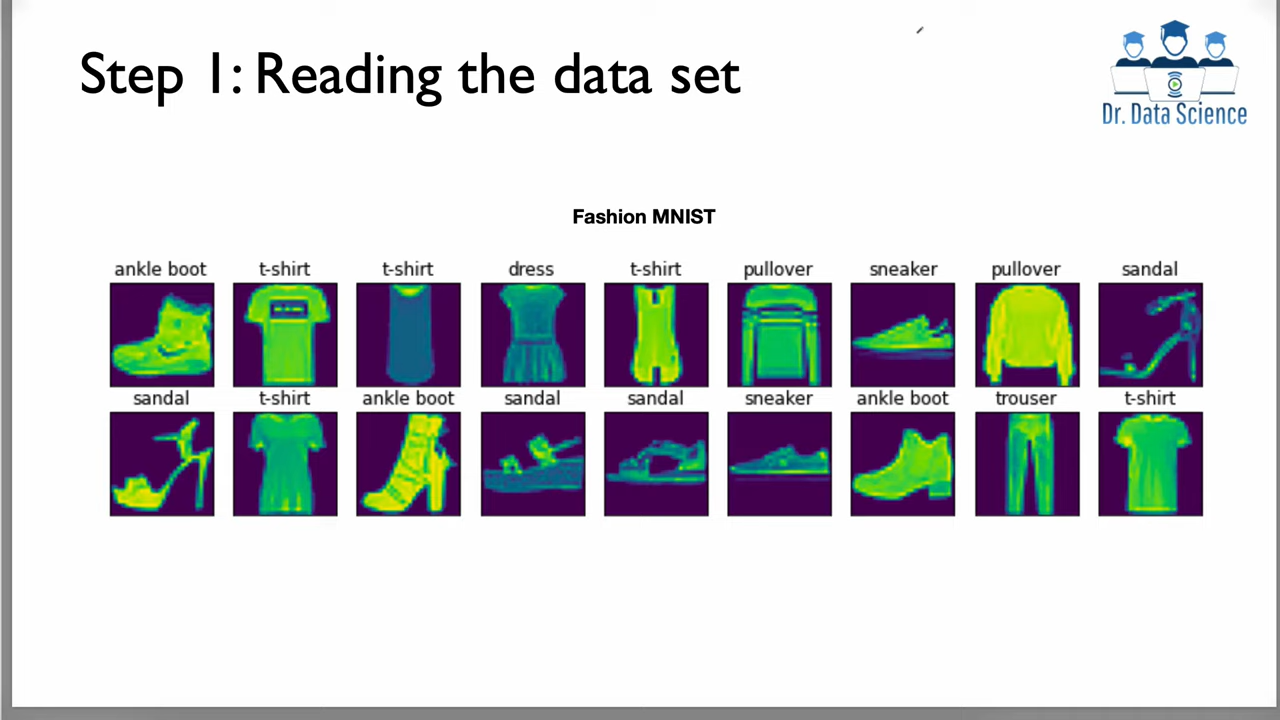 Step 1: Reading the data set
Dr. Data Science
Fashion MNIST
ankle boot t-shirt t-shirt dress t-shirt pullover sneaker pullover sandal
sandal t-shirt ankle boot sandal sandal sneaker ankle boot trouser t-shirt